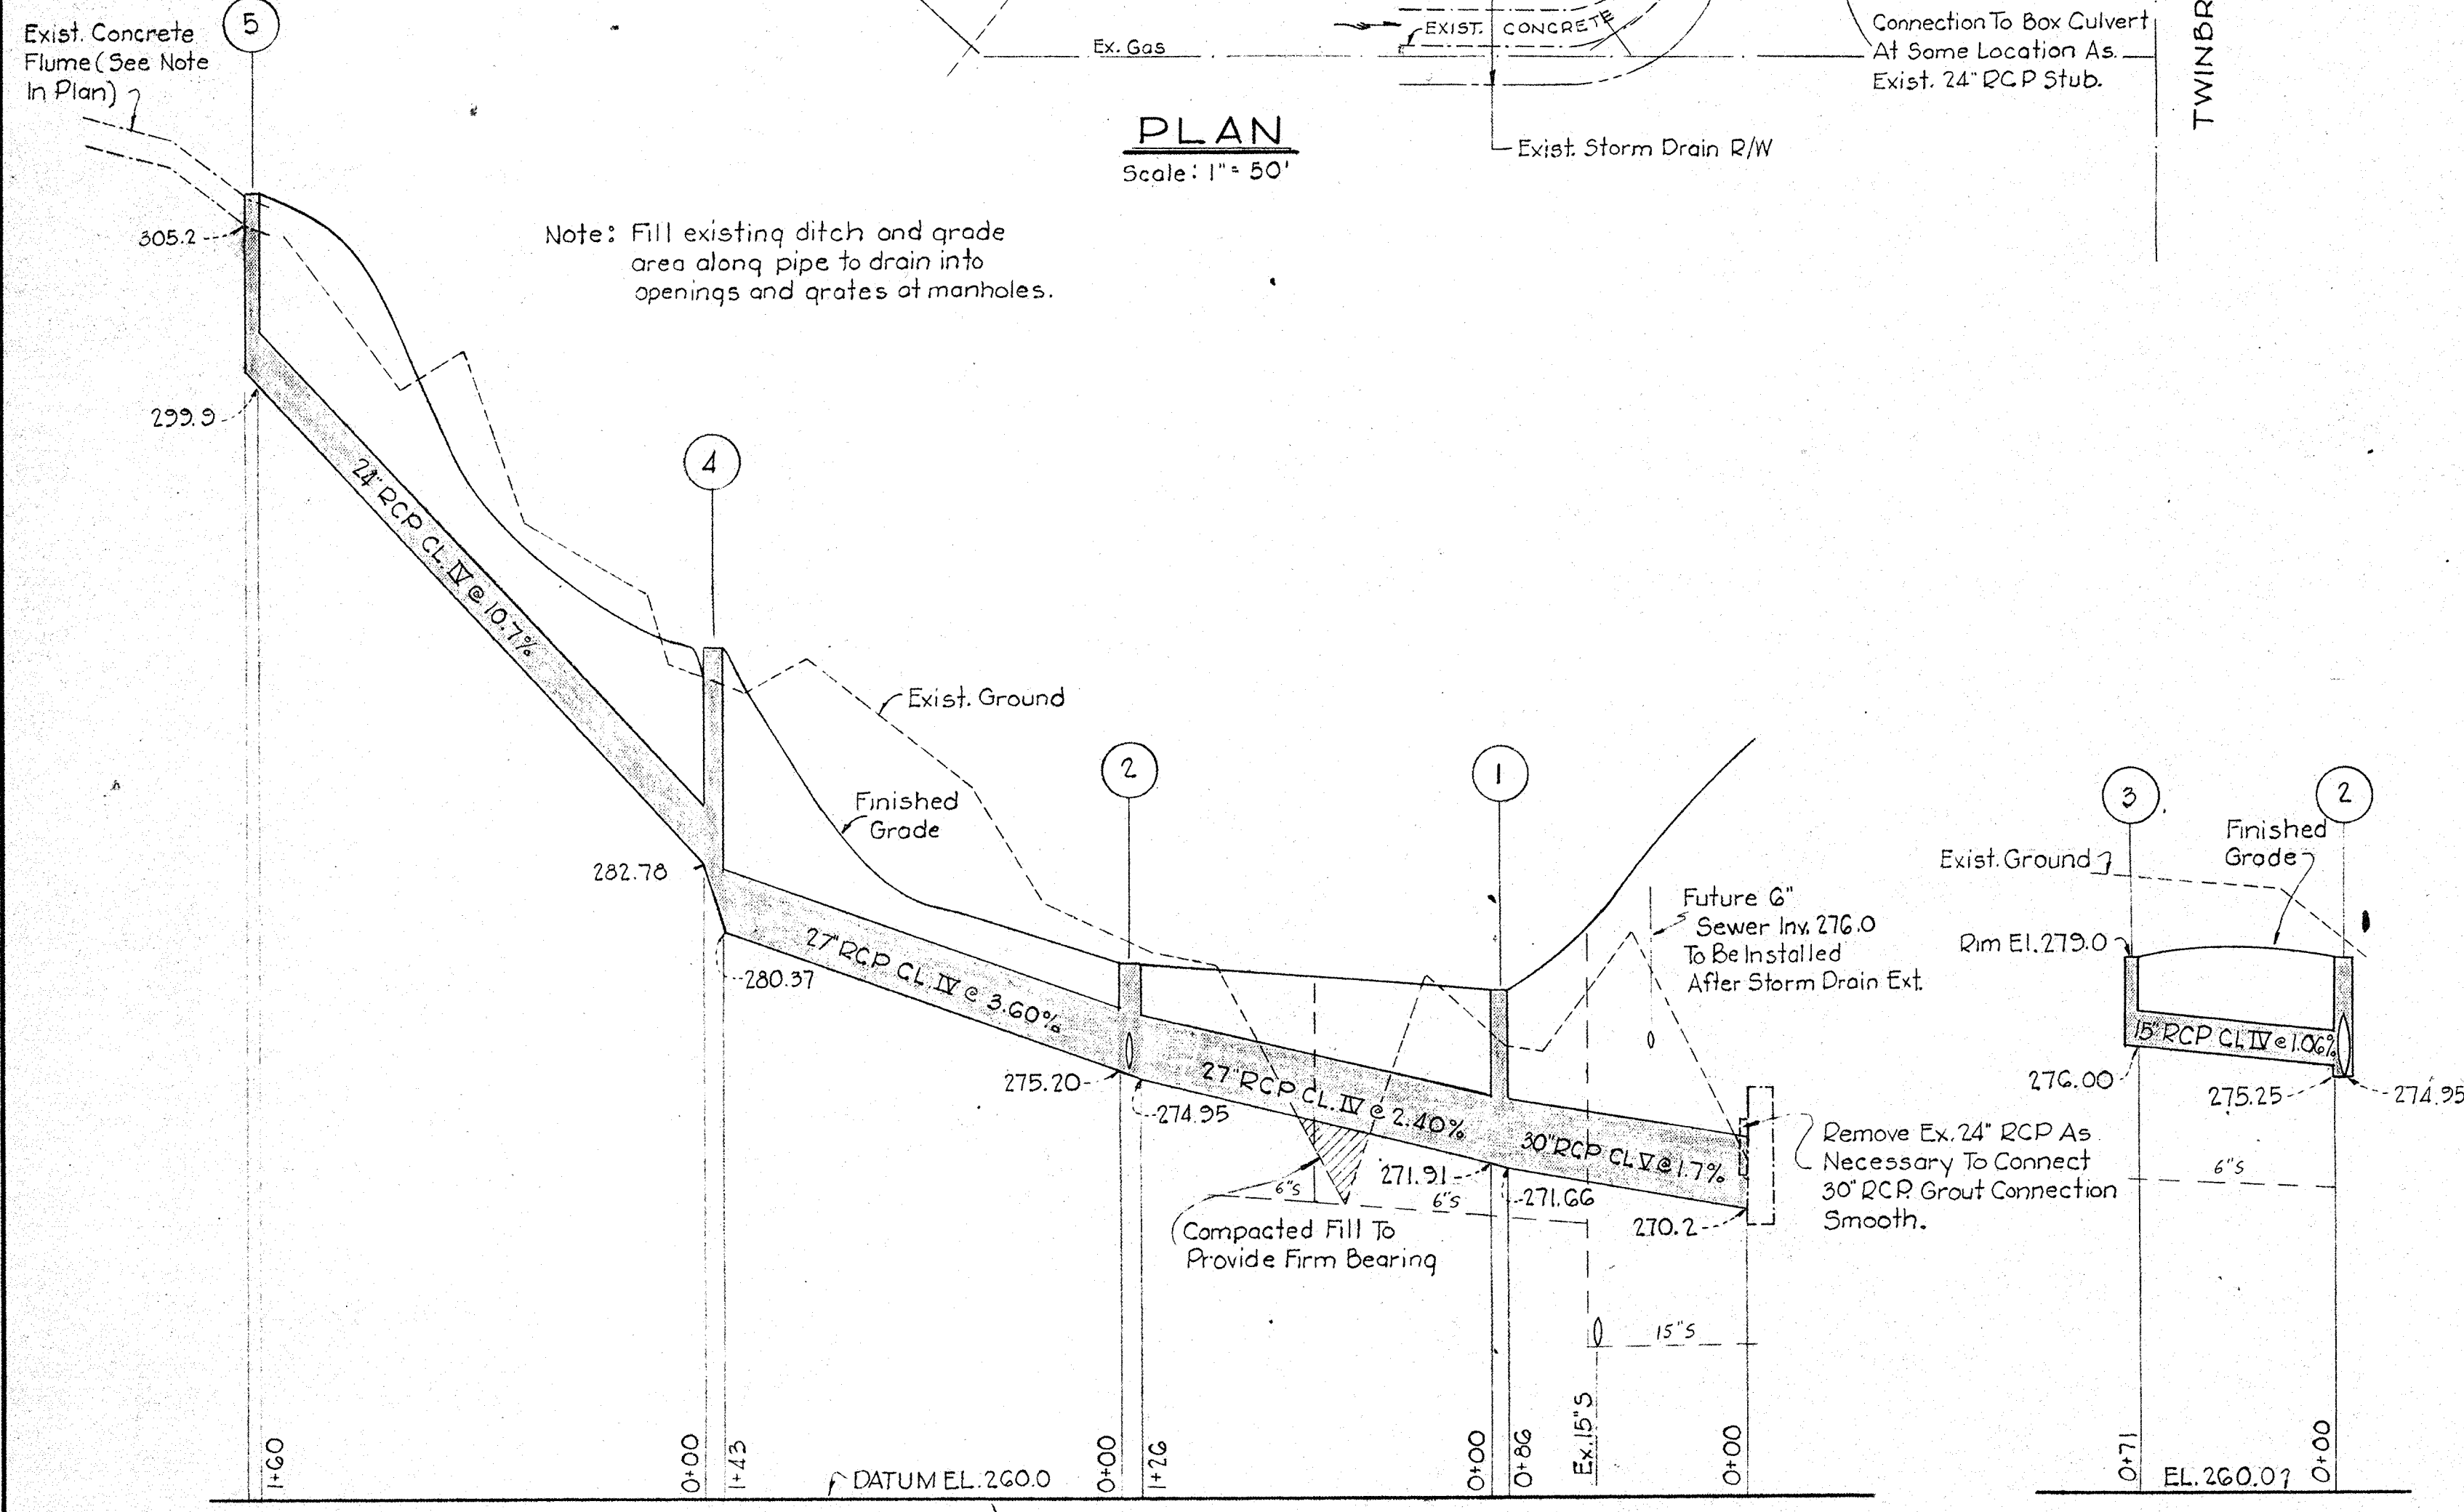 5
Exist. Concrete
Flume (See Note
In Plan)
Ex. Gas
EXIST. CONCRETE
Connection To Box Culvert
At Some Location As
Exist. 24" RCP Stub.
TWINBR
PLAN
Scale: 1" = 50'
Exist. Storm Drain R/W
Note: Fill existing ditch and grade
area along pipe to drain into
openings and grates at manholes.
305.2
299.9
24" RCP CL. IV @ 10.7%
4
282.78
280.37
27" RCP CL. IV @ 3.60%
Exist. Ground
Finished
Grade
2
275.20
274.95
27" RCP CL. IV @ 2.40%
1
271.91
271.66
30" RCP CL V @ 1.7%
270.2
Future 6"
Sewer Inv. 276.0
To Be Installed
After Storm Drain Ext.
6"S
6"S
Compacted Fill To
Provide Firm Bearing
15"S
Ex. 15"S
Remove Ex. 24" RCP As
Necessary To Connect
30" RCP. Grout Connection
Smooth.
3
2
Finished
Grade
Exist. Ground
Rim El. 279.0
15" RCP CL IV @ 1.06%
276.00
275.25
274.95
6"S
1+60
0+00
1+43
DATUM EL. 260.0
0+00
1+26
0+00
0+86
0+00
0+71
EL. 260.0
0+00